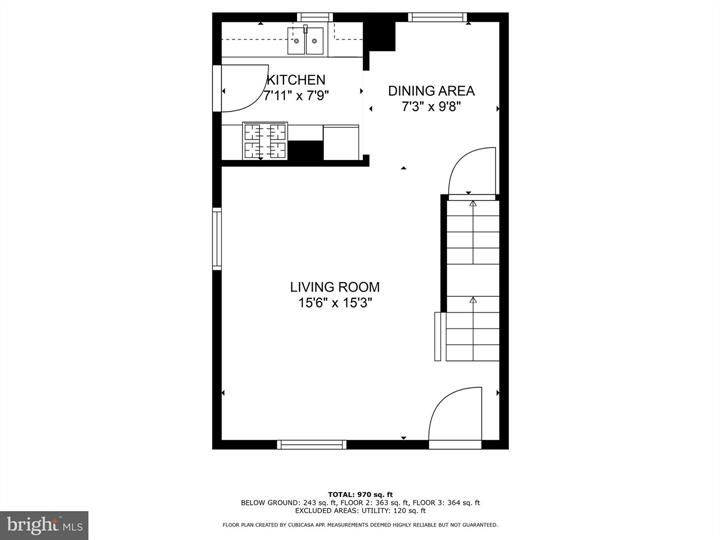 KITCHEN
7'11" x 7'9"
DINING AREA
7'3" x 9'8"
LIVING ROOM
15'6" x 15'3"
TOTAL: 970 sq. ft
BELOW GROUND: 243 sq. ft, FLOOR 2: 363 sq. ft, FLOOR 3: 364 sq. ft
EXCLUDED AREAS: UTILITY: 120 sq. ft
FLOOR PLAN CREATED BY CUBICASA APP. MEASUREMENTS DEEMED HIGHLY RELIABLE BUT NOT GUARANTEED.
bright MLS